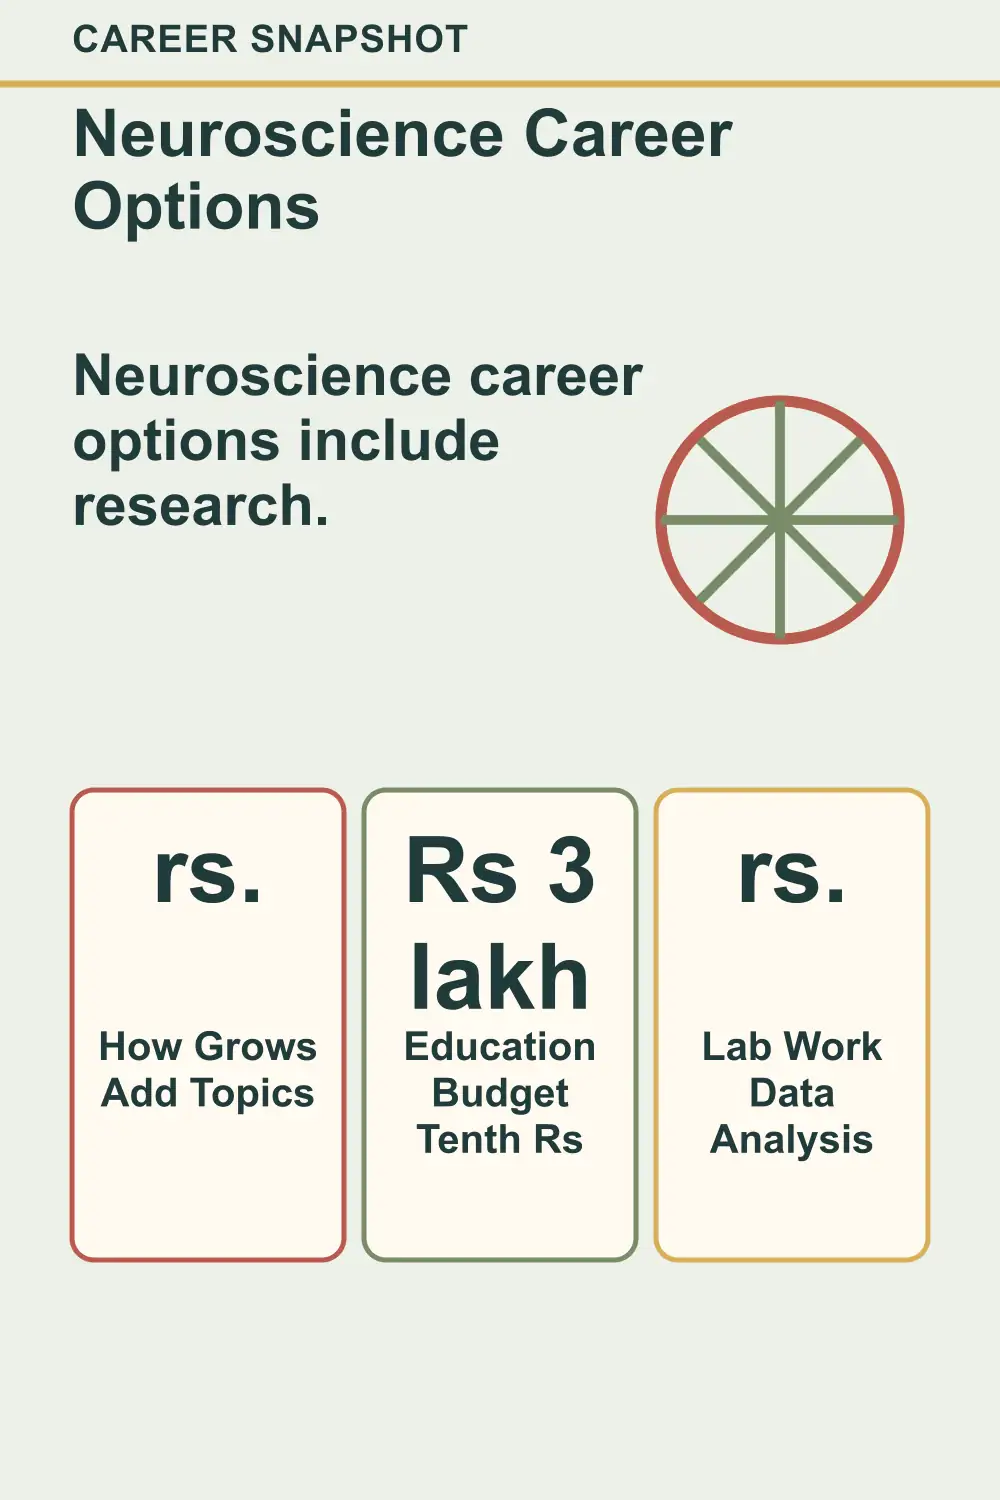 CAREER SNAPSHOT
Neuroscience Career
Options
Neuroscience career
options include
research.
rs.
How Grows
Add Topics
Rs 3
lakh
Education
Budget
Tenth Rs
rs.
Lab Work
Data
Analysis